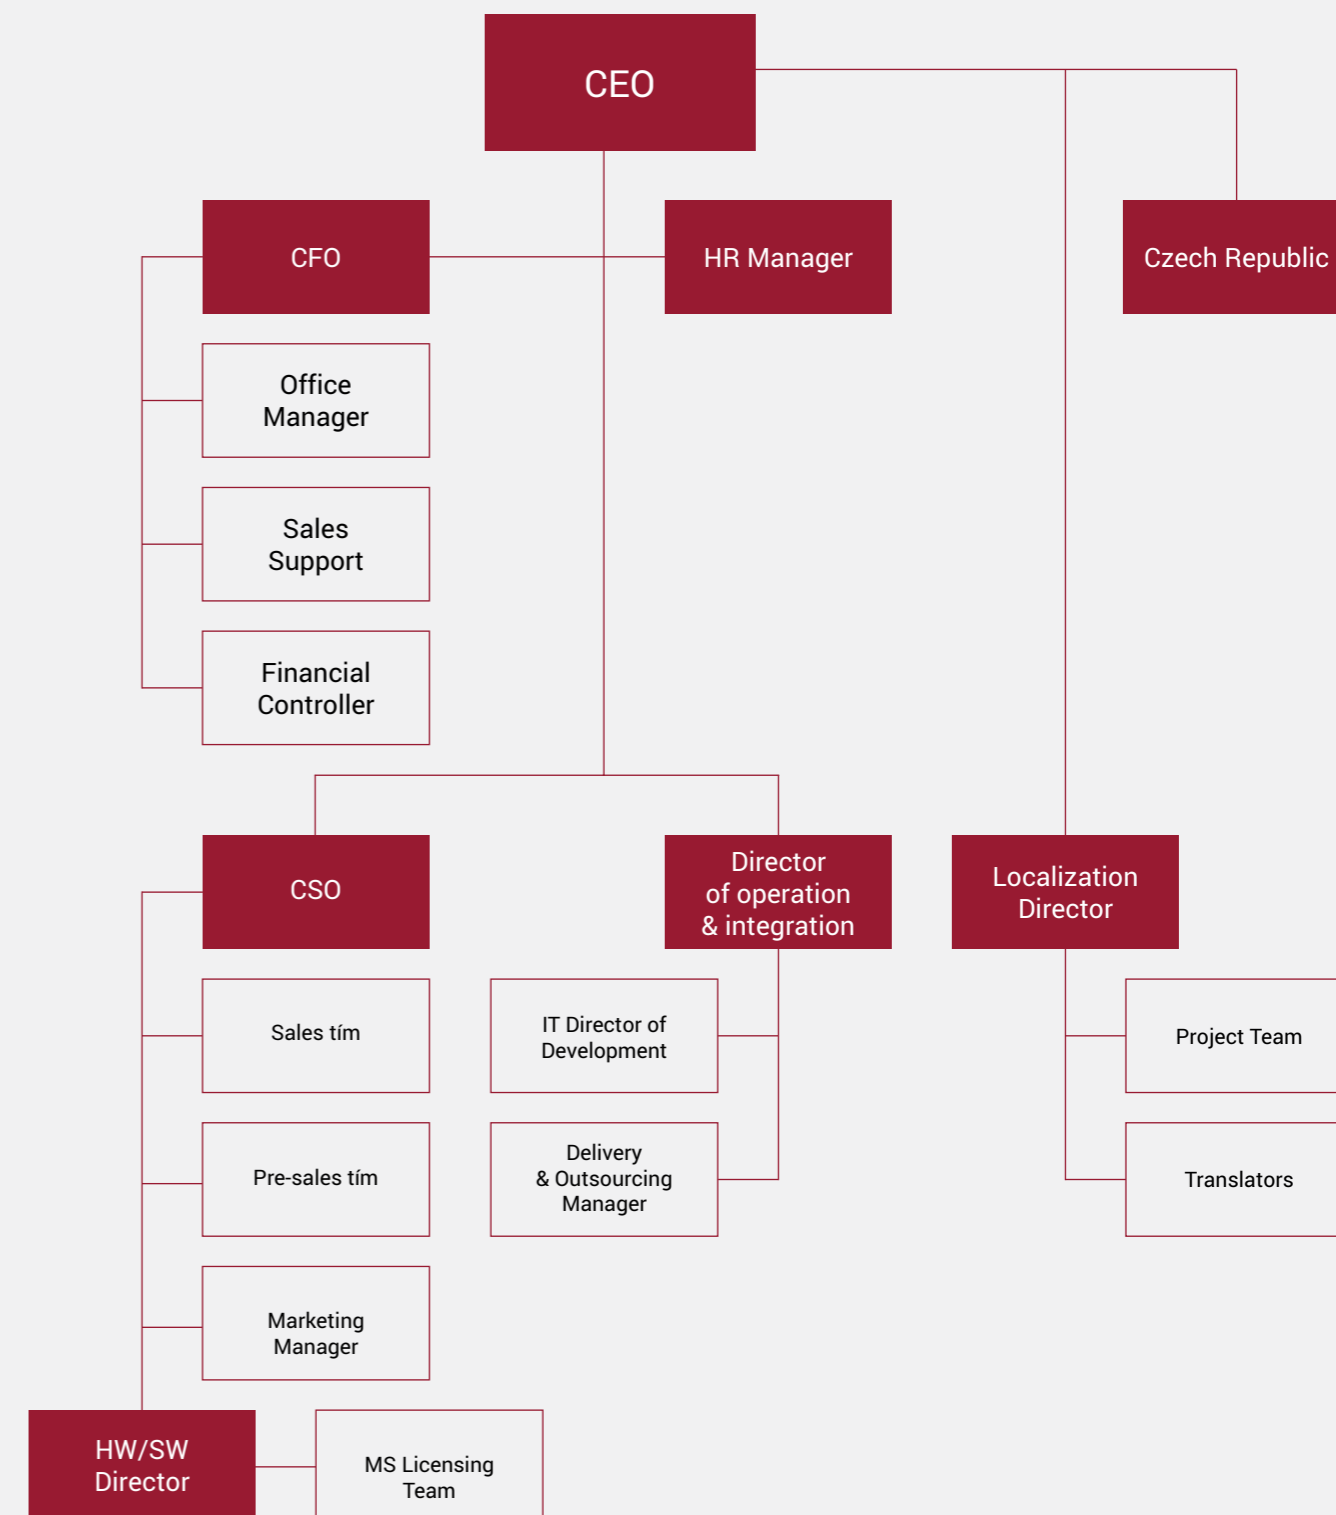 CEO
CFO
HR Manager
Czech Republic
Office
Manager
Sales
Support
Financial
Controller
CSO
Director
of operation
& integration
Localization
Director
Sales tím
IT Director of
Development
Project Team
Pre-sales tím
Delivery
& Outsourcing
Manager
Translators
Marketing
Manager
HW/SW
Director
MS Licensing
Team